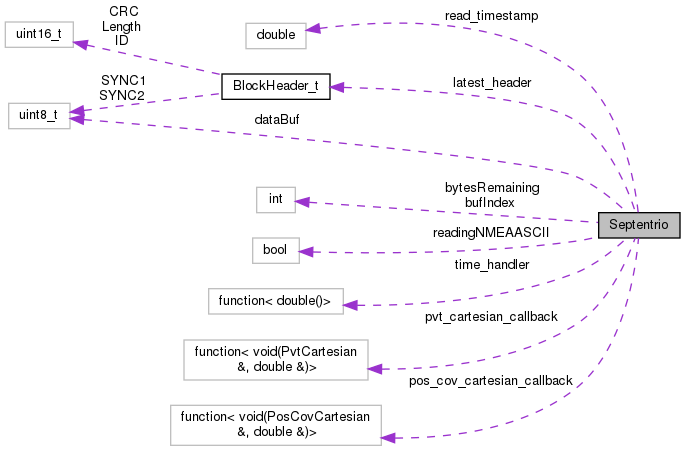 CRC
Length
ID
read_timestamp
uint16_t
double
SYNC1
SYNC2
BlockHeader_t
latest_header
uint8_t
dataBuf
int
bytesRemaining
bufIndex
Septentrio
bool
readingNMEAASCII
time_handler
function< double()>
pvt_cartesian_callback
function< void(PvtCartesian
&, double &)>
pos_cov_cartesian_callback
function< void(PosCovCartesian
&, double &)>